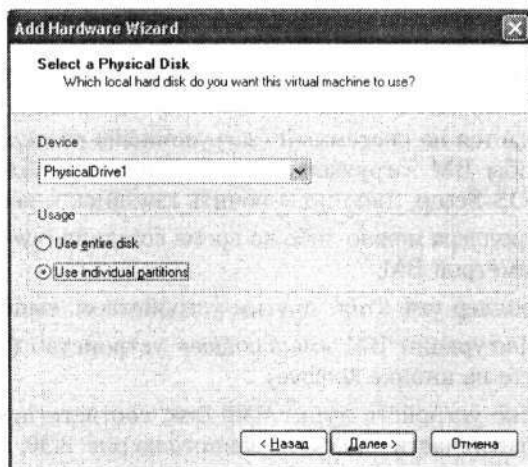 Add Hardware Wizard
Select a Physical Disk
Which local hard disk do you want this virtual machine to use?
Device
PhysicalDrive1
Usage
Use entire disk
Use individual partitions
< Назад
Далее >
Отмена